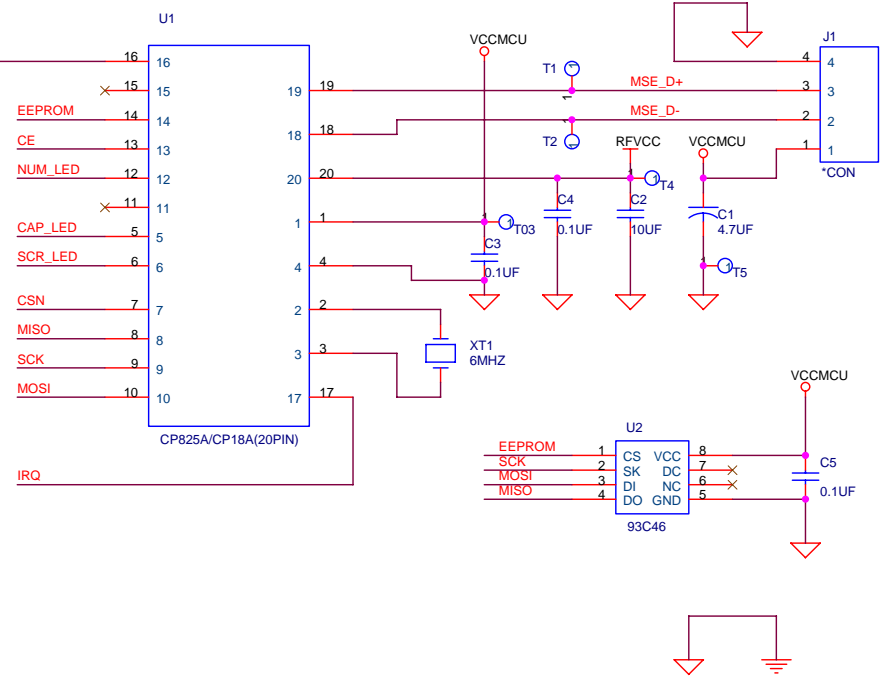 U1
J1
VCCMCU
16
16
4
4
15
15
T1
MSE_D+
19
19
3
3
EEPROM
14
14
1
MSE_D-
2
2
CE
13
13
18
18
T2
RFVCC
VCCMCU
1
1
NUM_LED
12
12
20
20
T4
*CON
11
11
C4
0.1UF
C2
10UF
C1
4.7UF
CAP_LED
5
5
1
1
T03
SCR_LED
6
6
4
4
C3
0.1UF
T5
CSN
7
7
2
2
MISO
8
8
XT1
6MHZ
SCK
9
9
3
3
MOSI
10
10
17
17
VCCMCU
CP825A/CP18A(20PIN)
U2
EEPROM
1
CS
VCC
8
SCK
2
SK
DC
7
MOSI
3
DI
NC
6
MISO
4
DO
GND
5
C5
0.1UF
IRQ
93C46